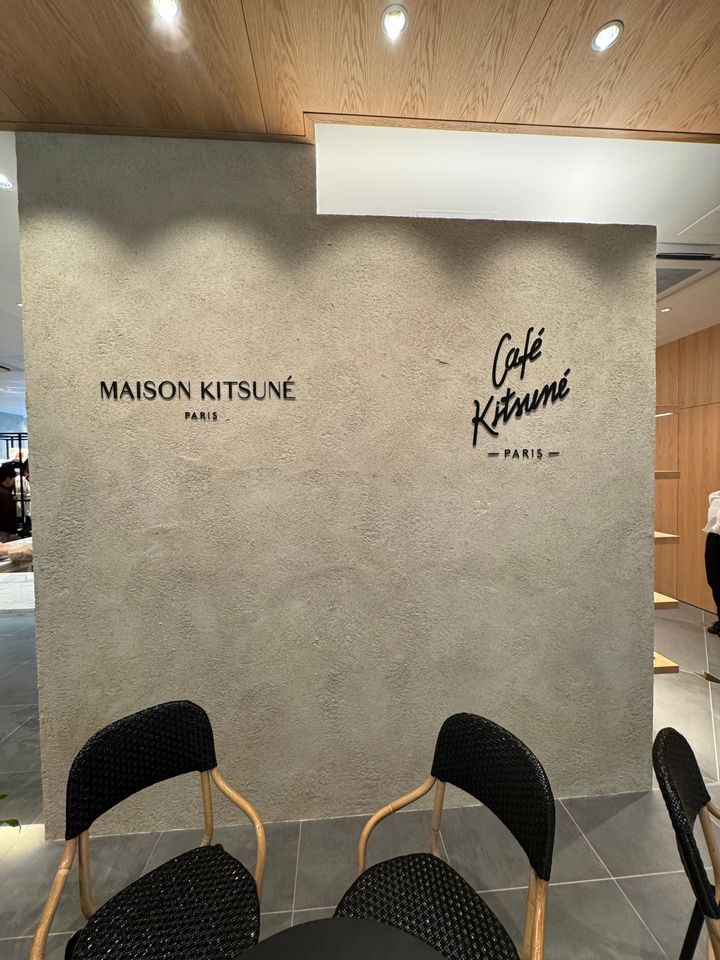 MAISON KITSUNÉ
PARIS
Café
Kitsuné
— PARIS —